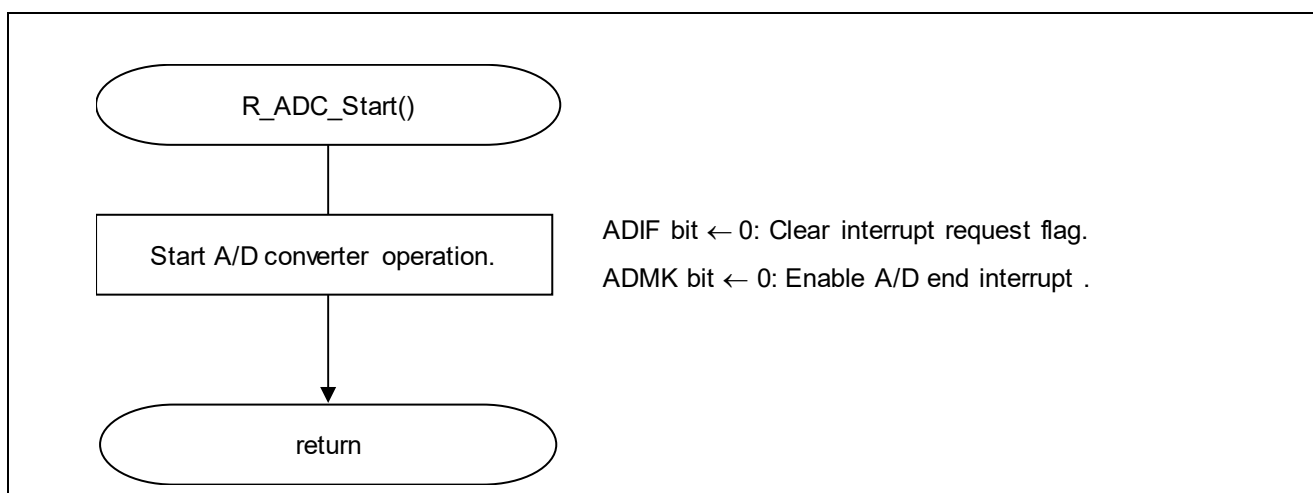 R_ADC_Start()
Start A/D converter operation.
ADIF bit ← 0: Clear interrupt request flag.
ADMK bit ← 0: Enable A/D end interrupt .
return